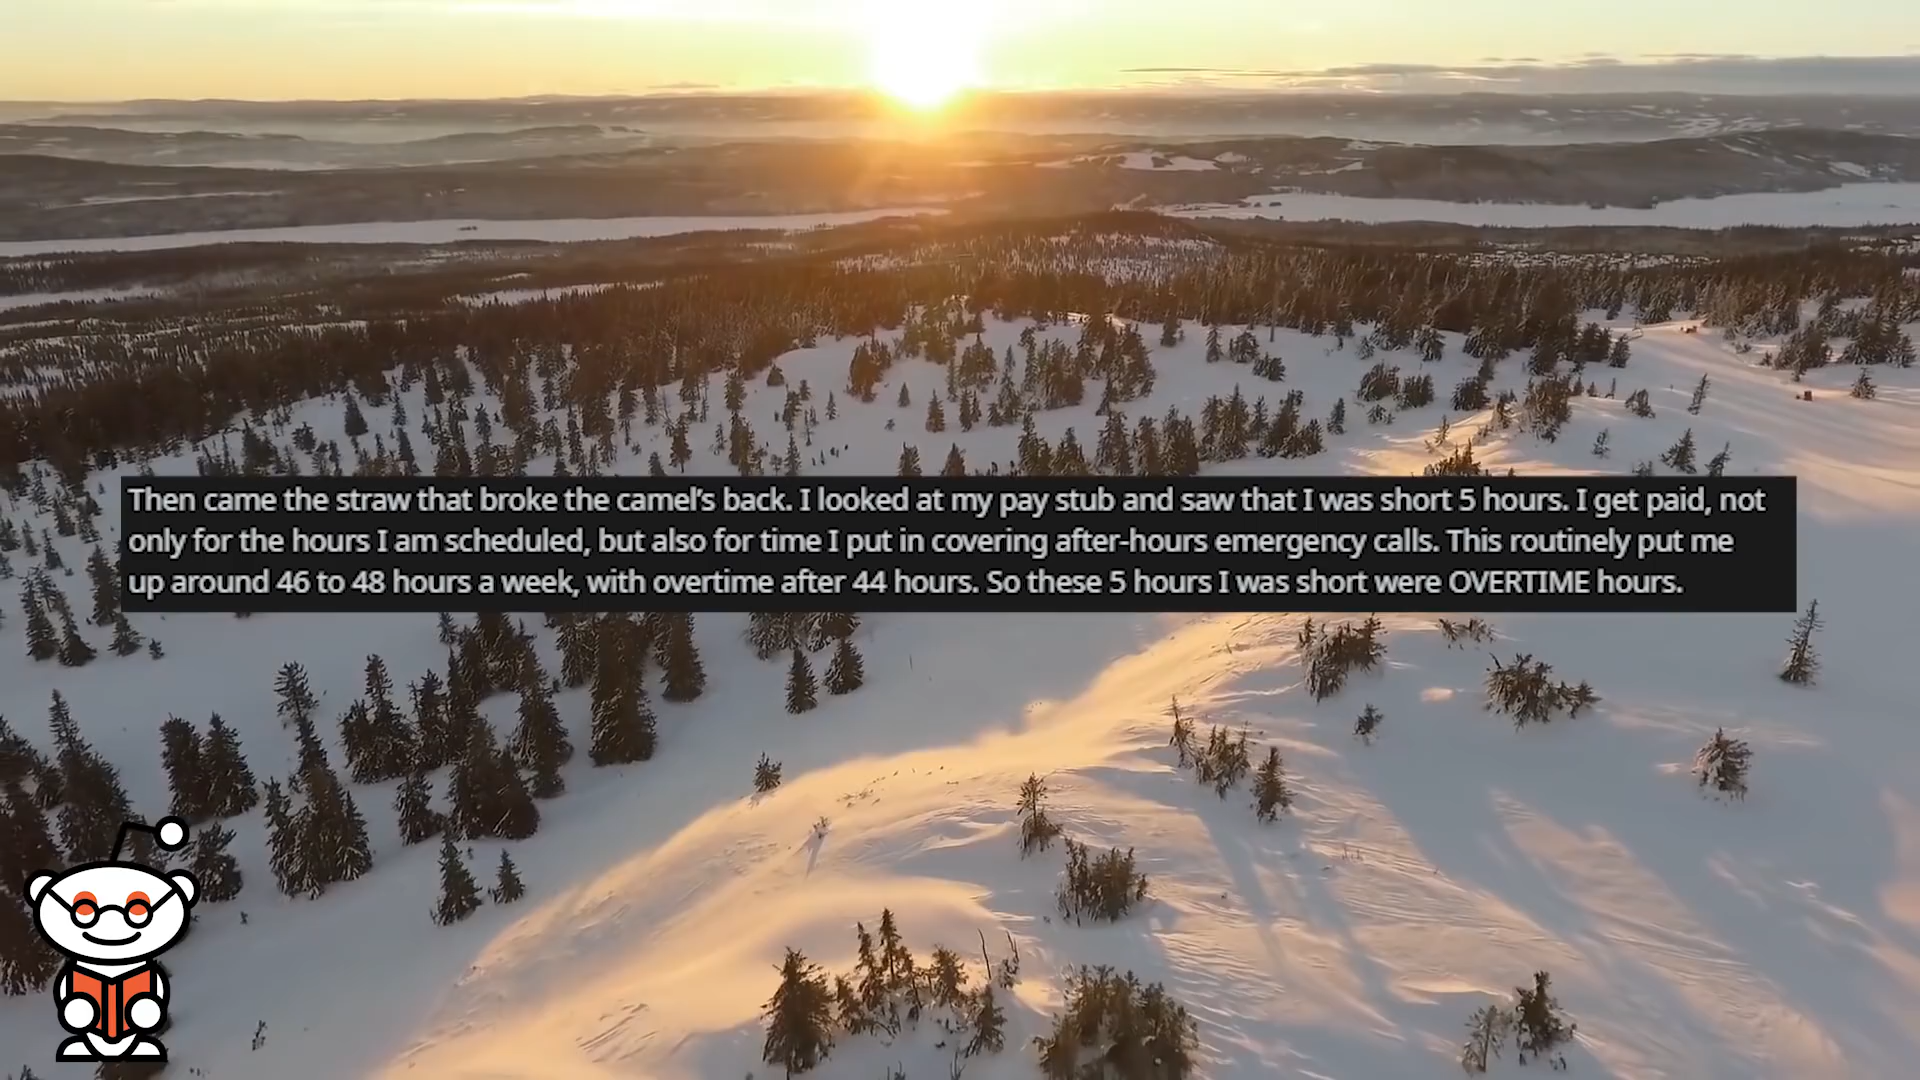 Then came the straw that broke the camel's back. I looked at my pay stub and saw that I was short 5 hours. I get paid, not
only for the hours I am scheduled, but also for time I put in covering after-hours emergency calls. This routinely put me
up around 46 to 48 hours a week, with overtime after 44 hours. So these 5 hours I was short were OVERTIME hours.